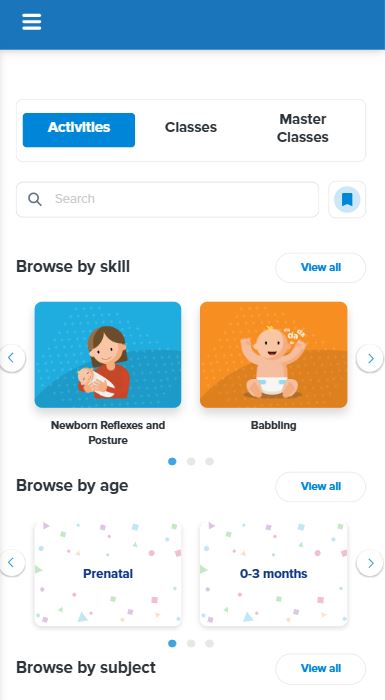 Activities
Classes
Master
Classes
Search
Browse by skill
View all
da
Newborn Reflexes and
Posture
Babbling
Browse by age
View all
Prenatal
0-3 months
Browse by subject
View all